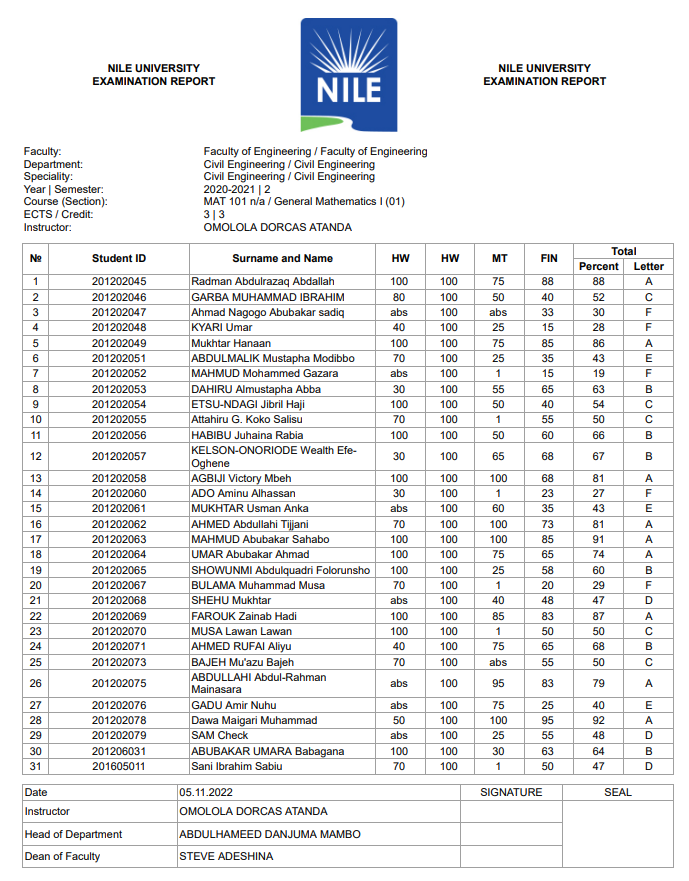 NILE UNIVERSITY
EXAMINATION REPORT
NILE
NILE UNIVERSITY
EXAMINATION REPORT
Faculty: Faculty of Engineering / Faculty of Engineering
Department: Civil Engineering / Civil Engineering
Speciality: Civil Engineering / Civil Engineering
Year | Semester: 2020-2021 | 2
Course (Section): MAT 101 n/a / General Mathematics I (01)
ECTS / Credit: 3 | 3
Instructor: OMOLOLA DORCAS ATANDA
№ Student ID Surname and Name HW HW MT FIN Total
Percent Letter
1 201202045 Radman Abdulrazaq Abdallah 100 100 75 88 88 A
2 201202046 GARBA MUHAMMAD IBRAHIM 80 100 50 40 52 C
3 201202047 Ahmad Nagogo Abubakar sadiq abs 100 abs 33 30 F
4 201202048 KYARI Umar 40 100 25 15 28 F
5 201202049 Mukhtar Hanaan 100 100 75 85 86 A
6 201202051 ABDULMALIK Mustapha Modibbo 70 100 25 35 43 E
7 201202052 MAHMUD Mohammed Gazara abs 100 1 15 19 F
8 201202053 DAHIRU Almustapha Abba 30 100 55 65 63 B
9 201202054 ETSU-NDAGI Jibril Haji 100 100 50 40 54 C
10 201202055 Attahiru G. Koko Salisu 70 100 1 55 50 C
11 201202056 HABIBU Juhaina Rabia 100 100 50 60 66 B
12 201202057 KELSON-ONORIODE Wealth Efe-
Oghene 30 100 65 68 67 B
13 201202058 AGBIJI Victory Mbeh 100 100 100 68 81 A
14 201202060 ADO Aminu Alhassan 30 100 1 23 27 F
15 201202061 MUKHTAR Usman Anka abs 100 60 35 43 E
16 201202062 AHMED Abdullahi Tijjani 70 100 100 73 81 A
17 201202063 MAHMUD Abubakar Sahabo 100 100 100 85 91 A
18 201202064 UMAR Abubakar Ahmad 100 100 75 65 74 A
19 201202065 SHOWUNMI Abdulquadri Folorunsho 100 100 25 58 60 B
20 201202067 BULAMA Muhammad Musa 70 100 1 20 29 F
21 201202068 SHEHU Mukhtar abs 100 40 48 47 D
22 201202069 FAROUK Zainab Hadi 100 100 85 83 87 A
23 201202070 MUSA Lawan Lawan 100 100 1 50 50 C
24 201202071 AHMED RUFAI Aliyu 40 100 75 65 68 B
25 201202073 BAJEH Mu'azu Bajeh 70 100 abs 55 50 C
26 201202075 ABDULLAHI Abdul-Rahman
Mainasara abs 100 95 83 79 A
27 201202076 GADU Amir Nuhu abs 100 75 25 40 E
28 201202078 Dawa Maigari Muhammad 50 100 100 95 92 A
29 201202079 SAM Check abs 100 25 55 48 D
30 201206031 ABUBAKAR UMARA Babagana 100 100 30 63 64 B
31 201605011 Sani Ibrahim Sabiu 70 100 1 50 47 D
Date 05.11.2022 SIGNATURE SEAL
Instructor OMOLOLA DORCAS ATANDA
Head of Department ABDULHAMEED DANJUMA MAMBO
Dean of Faculty STEVE ADESHINA